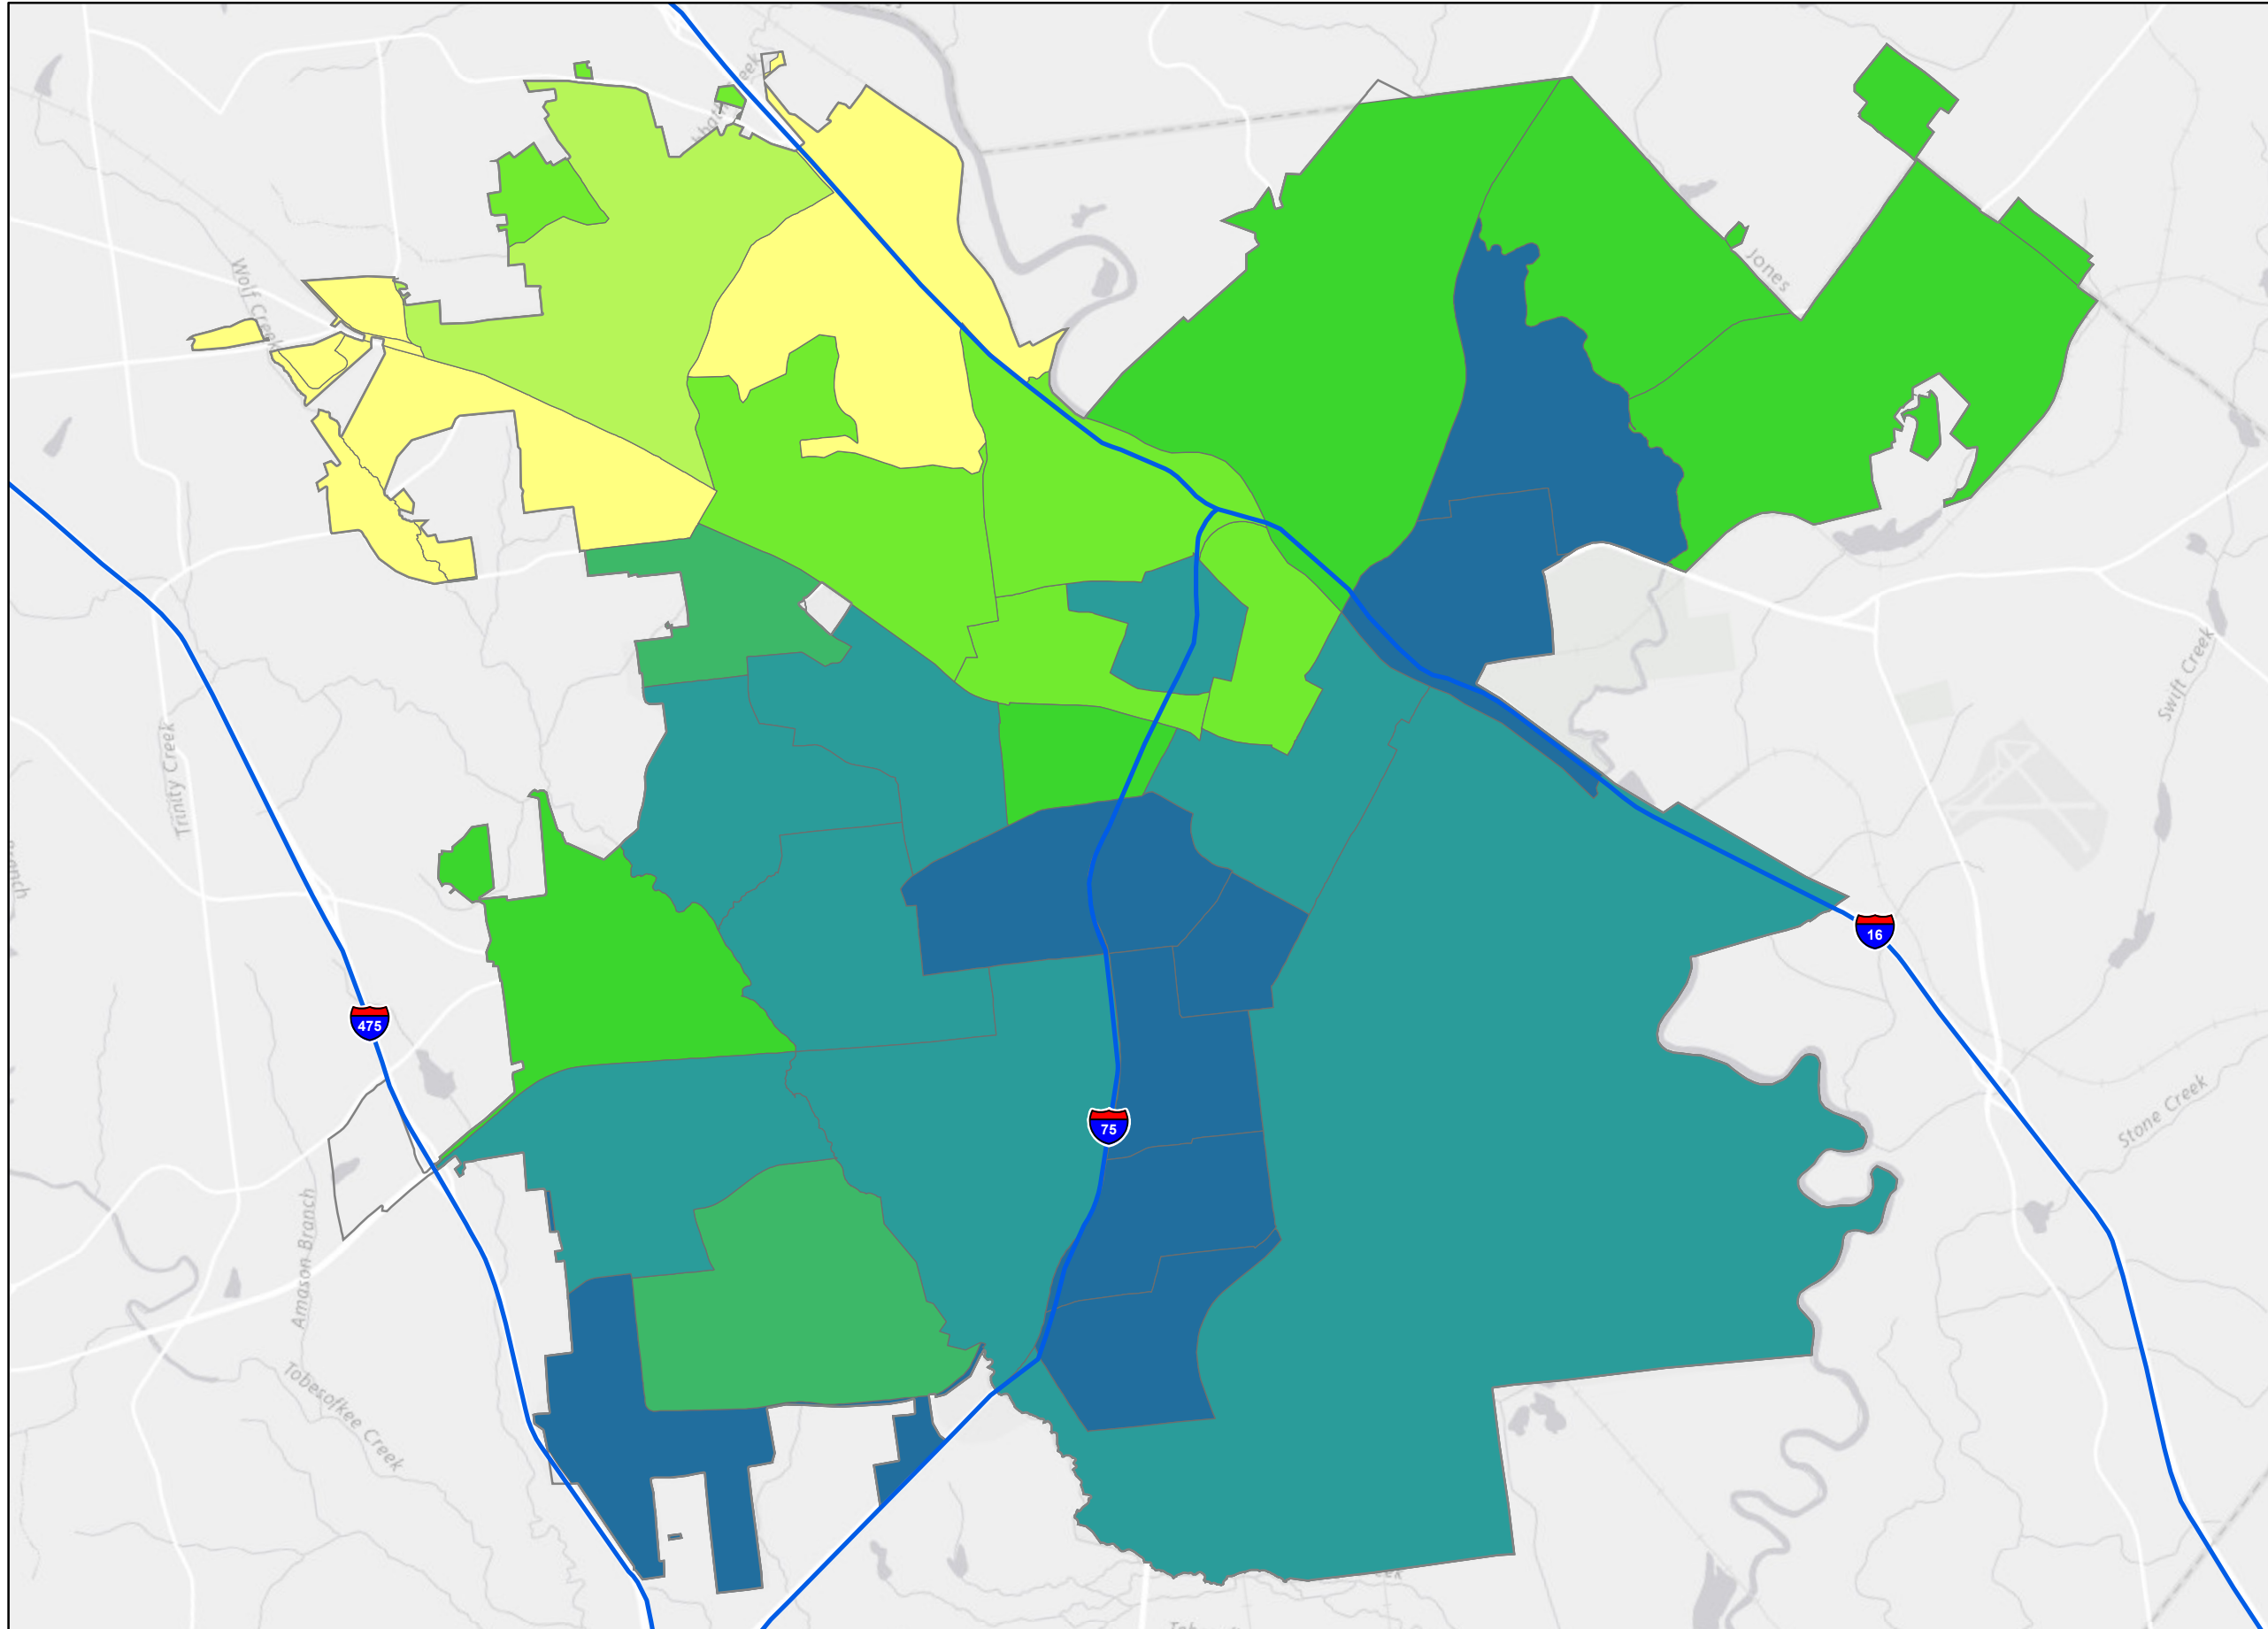 Jones
Wolf Creek
Swift Creek
Trinity Creek
16
475
75
Stone Creek
Amason Branch
Tobesofkee Creek